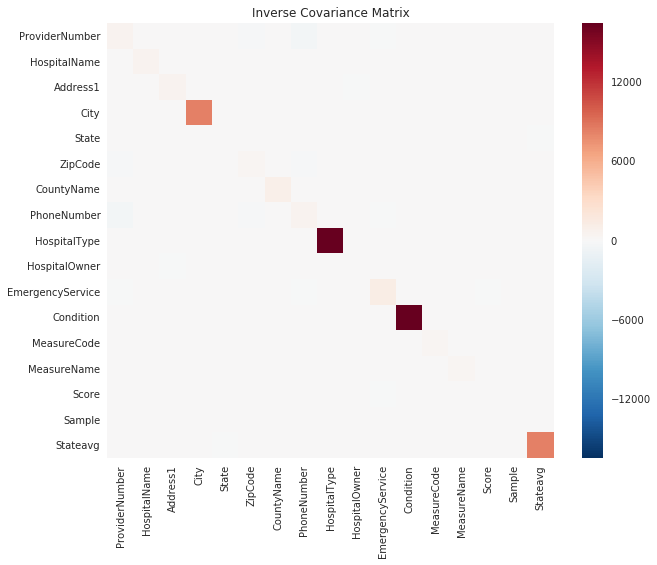 Inverse Covariance Matrix
ProviderNumber
HospitalName
Address1
City
State
ZipCode
CountyName
PhoneNumber
HospitalType
HospitalOwner
EmergencyService
Condition
MeasureCode
MeasureName
Score
Sample
Stateavg
ProviderNumber
HospitalName
Address1
City
State
ZipCode
CountyName
PhoneNumber
HospitalType
HospitalOwner
EmergencyService
Condition
MeasureCode
MeasureName
Score
Sample
Stateavg
12000
6000
0
−6000
−12000